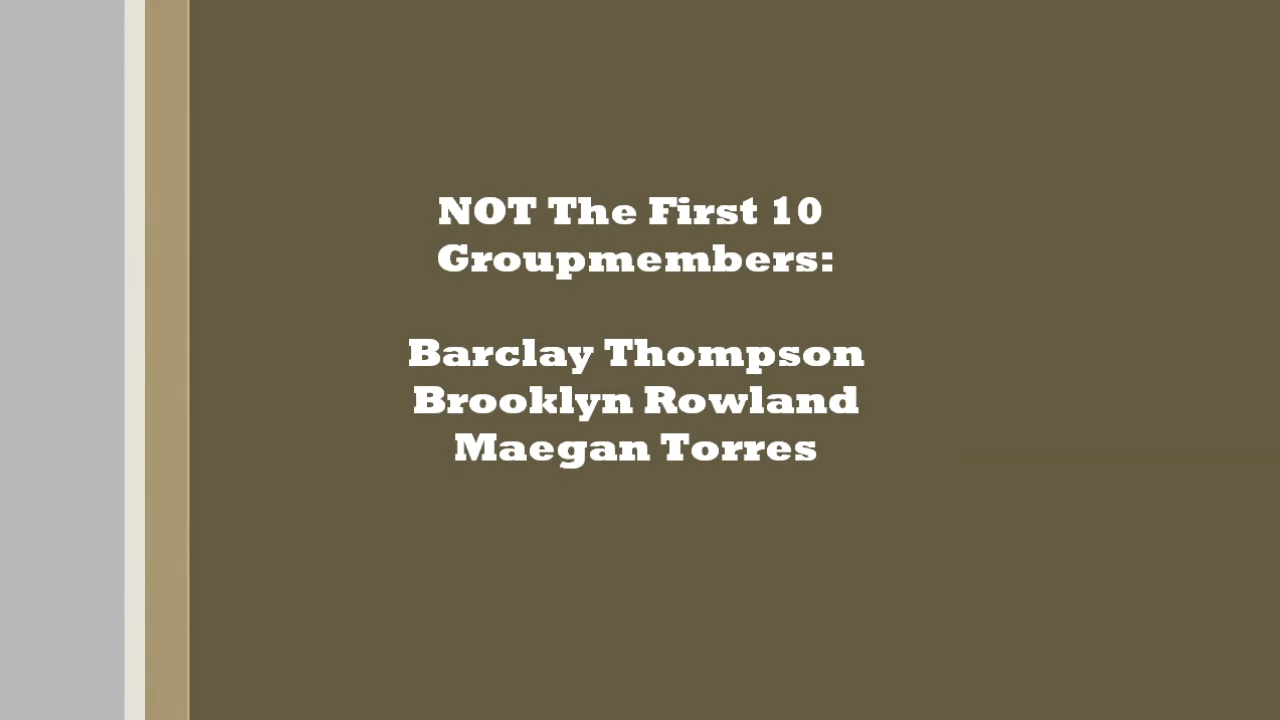 NOT The First 10
Groupmembers:
Barclay Thompson
Brooklyn Rowland
Maegan Torres